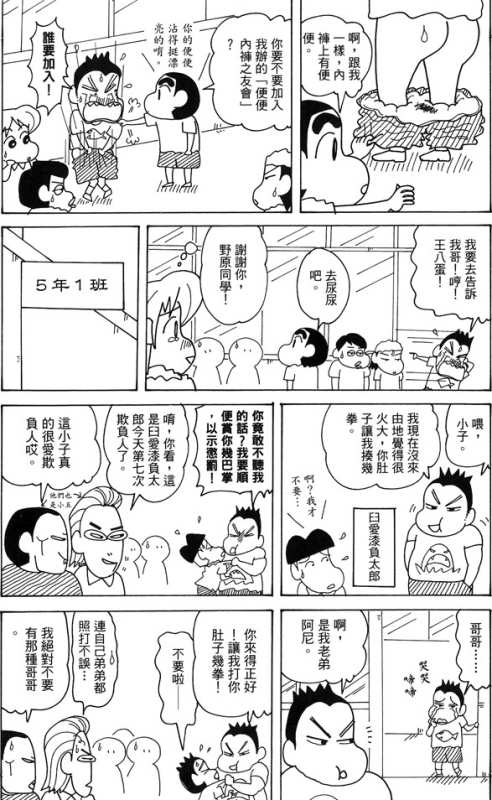 啊，跟我
一樣，內
褲上有便
便。
你要不要加入
我辦的「便便
內褲之友會」
？
你的便便
沾得挺漂
亮的唷。
誰要加入！
我要去告訴
我哥！哼！
王八蛋！
去尿尿
吧。
謝謝你，
野原同學！
5年1班
喂，
小子。
我現在沒來
由地覺得很
火大，你肚
子讓我揍幾
拳。
啊？我才
不要…
臼愛漆負太郎
你竟敢不聽我
的話？我要順
便賞你幾巴掌
，以示懲罰！
唷，你看，這
是臼愛漆負太
郎今天第七次
欺負人了。
這小子真
的很愛欺
負人哎。
他們也
是小五
哥哥……
哭哭
啼啼
啊，
是我老弟
阿尼。
你來得正好
！讓我打你
肚子幾拳！
不要啦——
連自己弟弟都
照打不誤…
我絕對不要
有那種哥哥
。